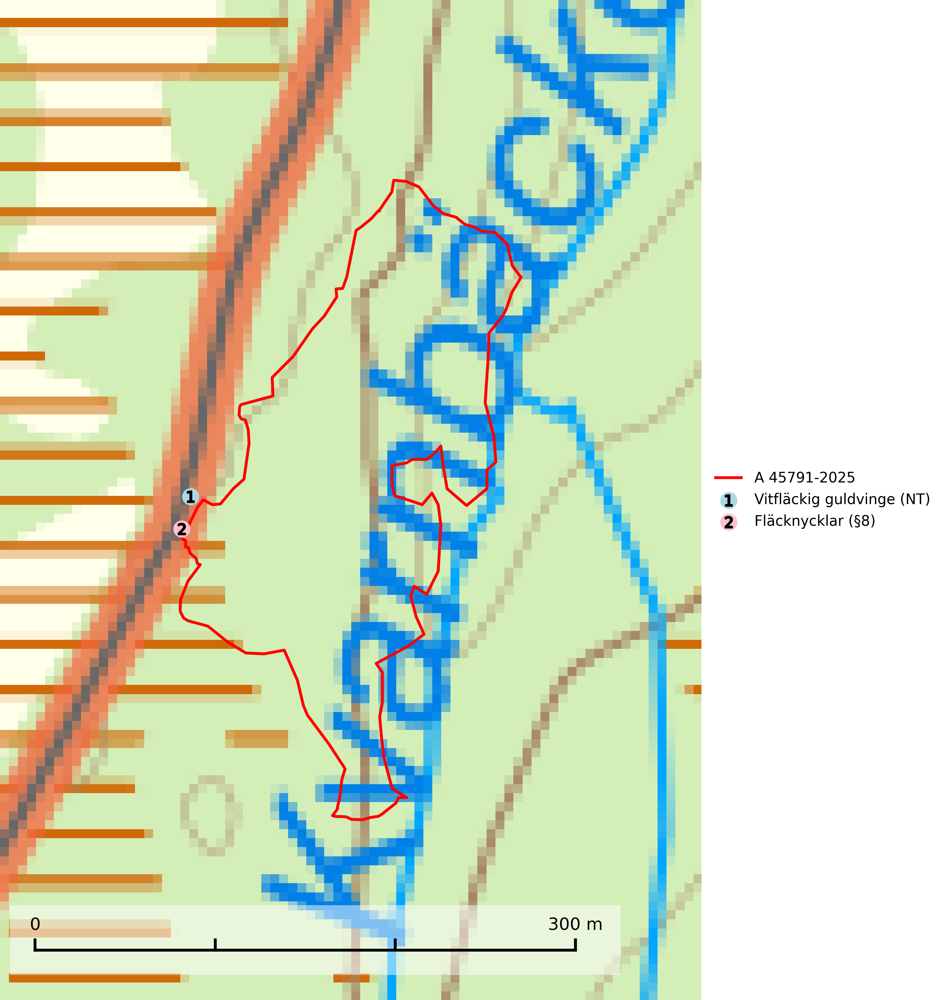 1
2
A 45791-2025
1 Vitfläckig guldvinge (NT)
2 Fläcknycklar (§8)
0 300 m